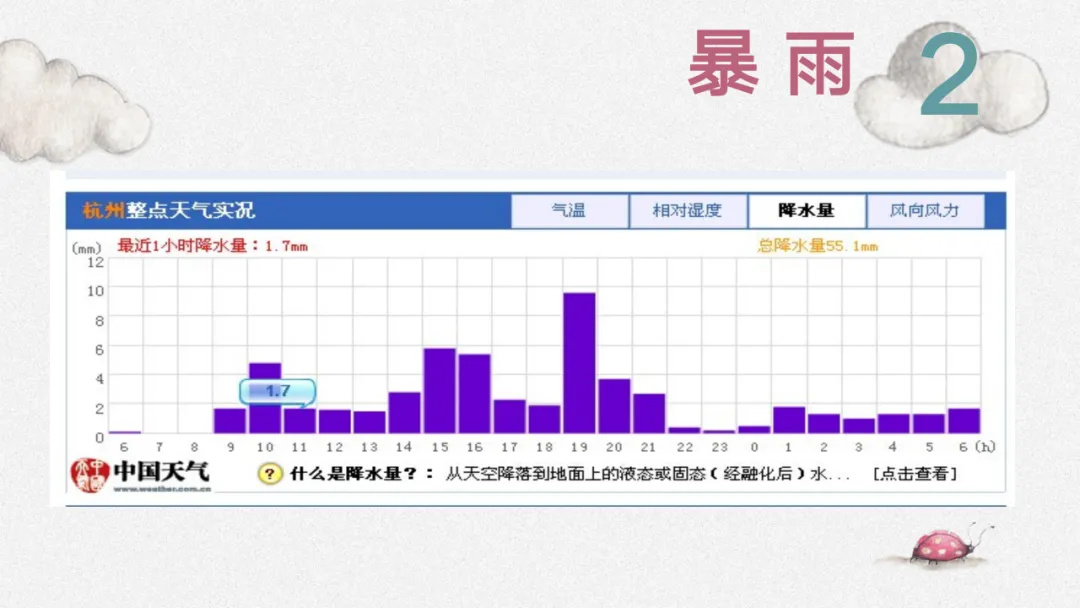 暴雨 2
杭州整点天气实况 气温 相对湿度 降水量 风向风力
(mm) 最近1小时降水量：1.7mm 总降水量55.1mm
12
10
8
6
4
2
0
1.7
6 7 8 9 10 11 12 13 14 15 16 17 18 19 20 21 22 23 0 1 2 3 4 5 6 (h)
中国天气 ? 什么是降水量？： 从天空降落到地面上的液态或固态（经融化后）水... [点击查看]
www.weather.com.cn